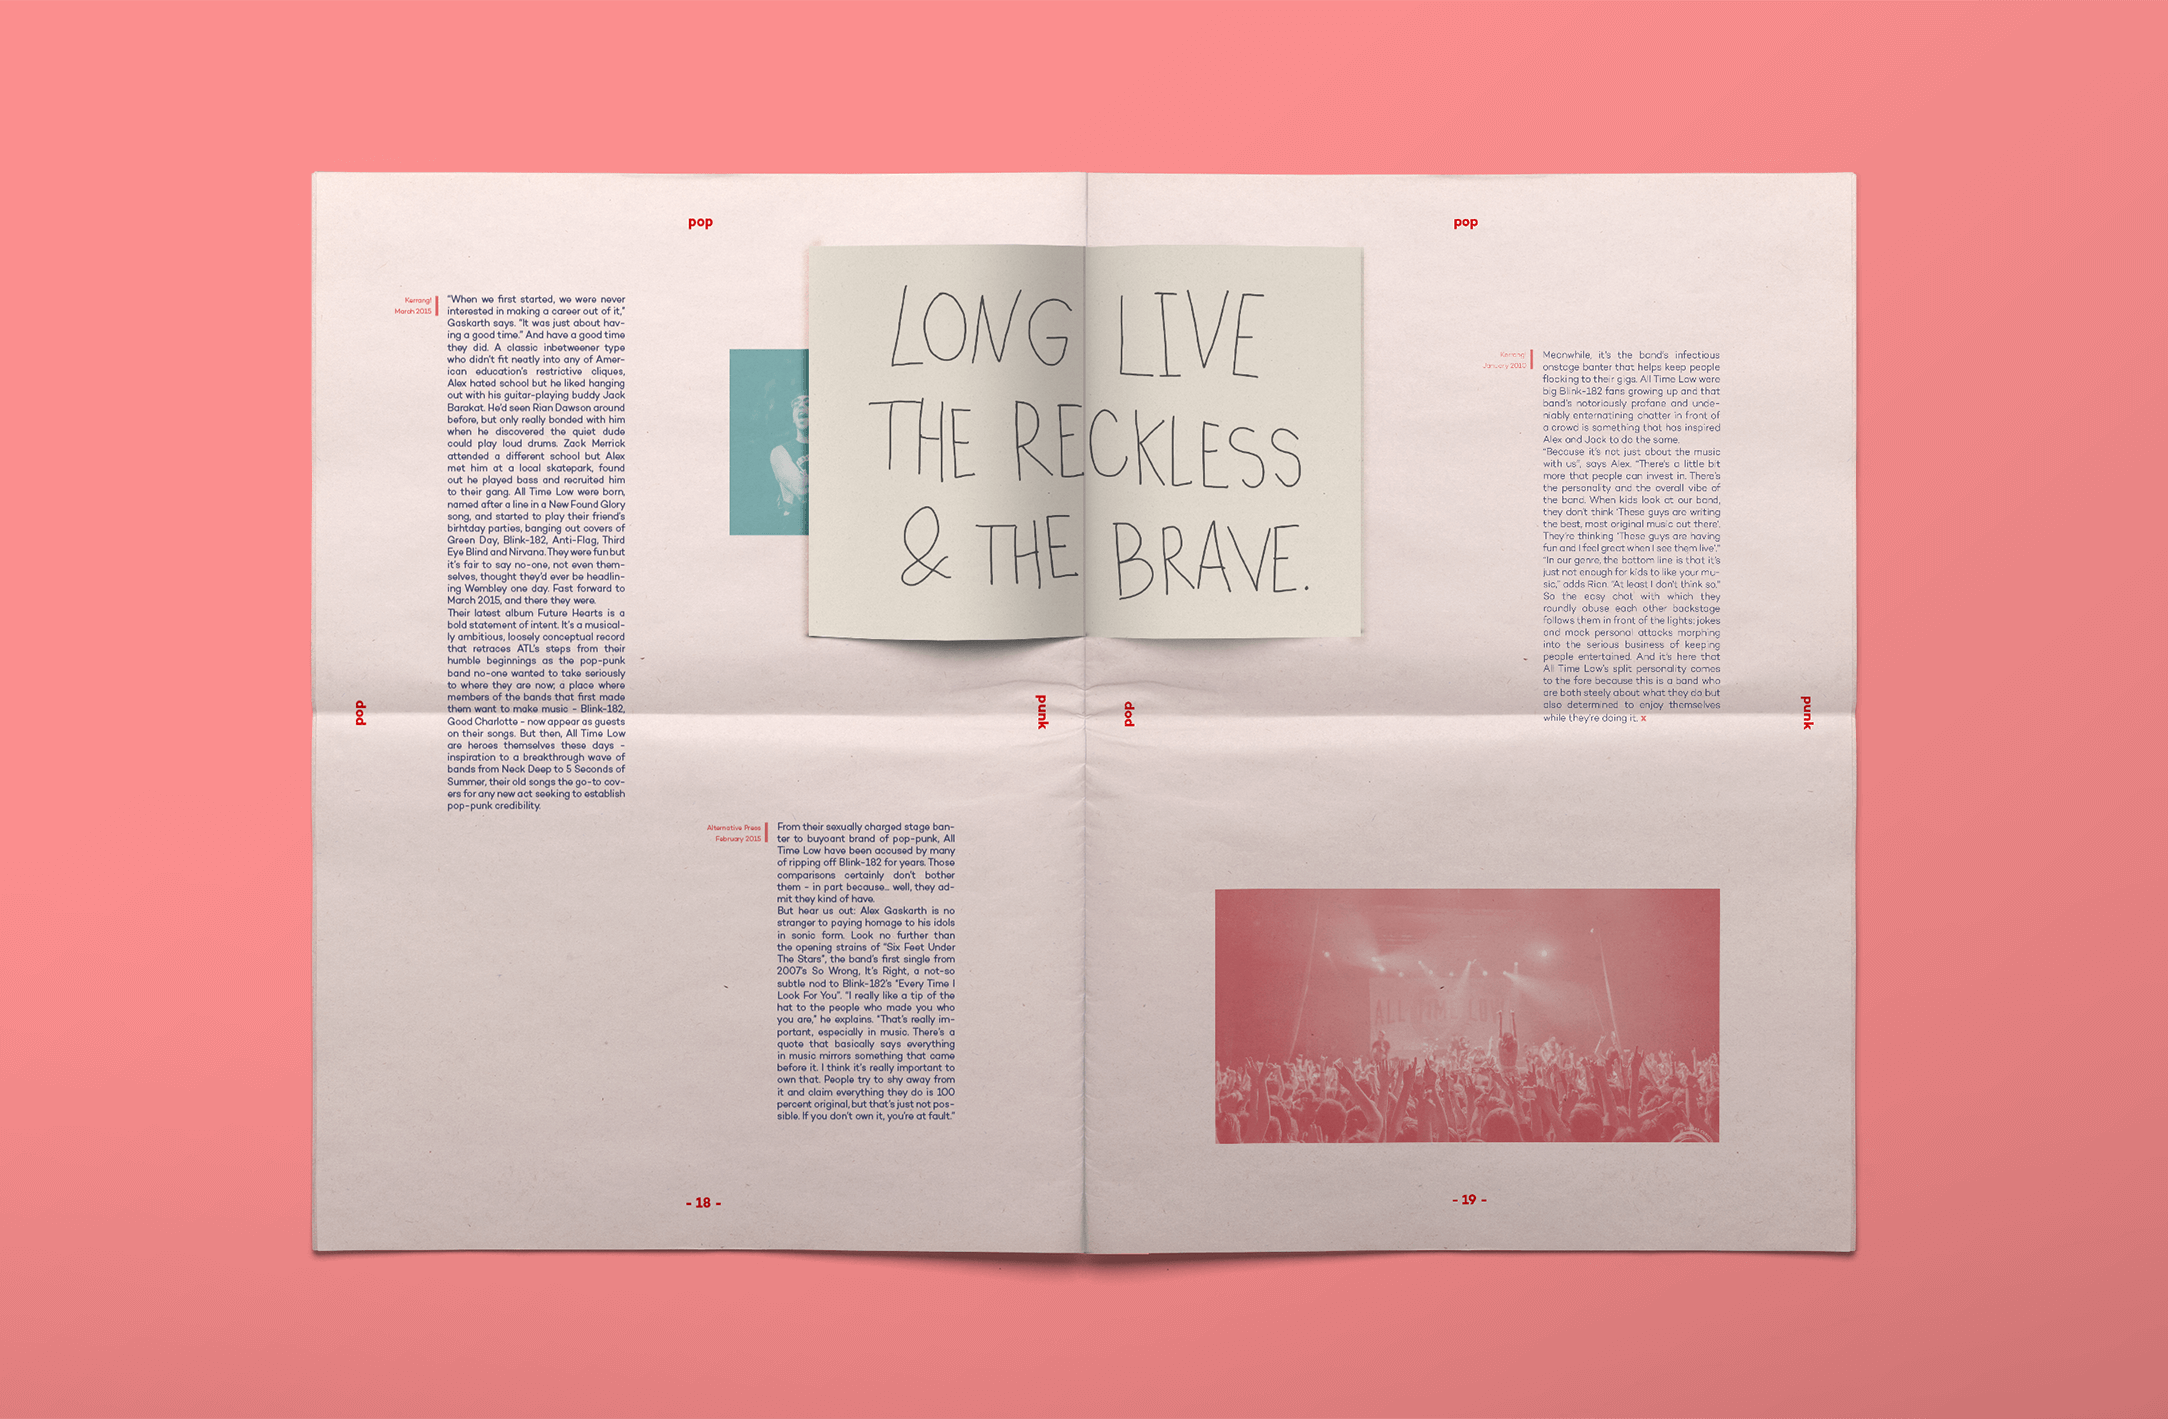 pop
pop
Kerrang!
March 2015
"When we first started, we were never
interested in making a career out of it,"
Gaskarth says. "It was just about hav-
ing a good time." And have a good time
they did. A classic inbetweener type
who didn't fit neatly into any of Amer-
ican education's restrictive cliques,
Alex hated school but he liked hanging
out with his guitar-playing buddy Jack
Barakat. He'd seen Rian Dawson around
before, but only really bonded with him
when he discovered the quiet dude
could play loud drums. Zack Merrick
attended a different school but Alex
met him at a local skatepark, found
out he played bass and recruited him
to their gang. All Time Low were born,
named after a line in a New Found Glory
song, and started to play their friend's
birhtday parties, banging out covers of
Green Day, Blink-182, Anti-Flag, Third
Eye Blind and Nirvana. They were fun but
it's fair to say no-one, not even them-
selves, thought they'd ever be headlin-
ing Wembley one day. Fast forward to
March 2015, and there they were.
Their latest album Future Hearts is a
bold statement of intent. It's a musical-
ly ambitious, loosely conceptual record
that retraces ATL's steps from their
humble beginnings as the pop-punk
band no-one wanted to take seriously
to where they are now; a place where
members of the bands that first made
them want to make music - Blink-182,
Good Charlotte - now appear as guests
on their songs. But then, All Time Low
are heroes themselves these days -
inspiration to a breakthrough wave of
bands from Neck Deep to 5 Seconds of
Summer, their old songs the go-to cov-
ers for any new act seeking to establish
pop-punk credibility.
LONG LIVE
THE RECKLESS
& THE BRAVE.
pop
punk
pop
punk
Alternative Press
February 2015
From their sexually charged stage ban-
ter to buyoant brand of pop-punk, All
Time Low have been accused by many
of ripping off Blink-182 for years. Those
comparisons certainly don't bother
them - in part because... well, they ad-
mit they kind of have.
But hear us out: Alex Gaskarth is no
stranger to paying homage to his idols
in sonic form. Look no further than
the opening strains of "Six Feet Under
The Stars", the band's first single from
2007's So Wrong, It's Right, a not-so
subtle nod to Blink-182's "Every Time I
Look For You". "I really like a tip of the
hat to the people who made you who
you are," he explains. "That's really im-
portant, especially in music. There's a
quote that basically says everything
in music mirrors something that came
before it. I think it's really important to
own that. People try to shy away from
it and claim everything they do is 100
percent original, but that's just not pos-
sible. If you don't own it, you're at fault."
Kerrang!
January 2010
Meanwhile, it's the band's infectious
onstage banter that helps keep people
flocking to their gigs. All Time Low were
big Blink-182 fans growing up and that
band's notoriously profane and unde-
niably enternatining chatter in front of
a crowd is something that has inspired
Alex and Jack to do the same.
"Because it's not just about the music
with us", says Alex. "There's a little bit
more that people can invest in. There's
the personality and the overall vibe of
the band. When kids look at our band,
they don't think 'These guys are writing
the best, most original music out there'.
They're thinking 'These guys are having
fun and I feel great when I see them live'."
"In our genre, the bottom line is that it's
just not enough for kids to like your mu-
sic," adds Rian. "At least I don't think so."
So the easy chat with which they
roundly abuse each other backstage
follows them in front of the lights; jokes
and mock personal attacks morphing
into the serious business of keeping
people entertained. And it's here that
All Time Low's split personality comes
to the fore because this is a band who
are both steely about what they do but
also determined to enjoy themselves
while they're doing it. x
ALL TIME LOW
- 18 -
- 19 -